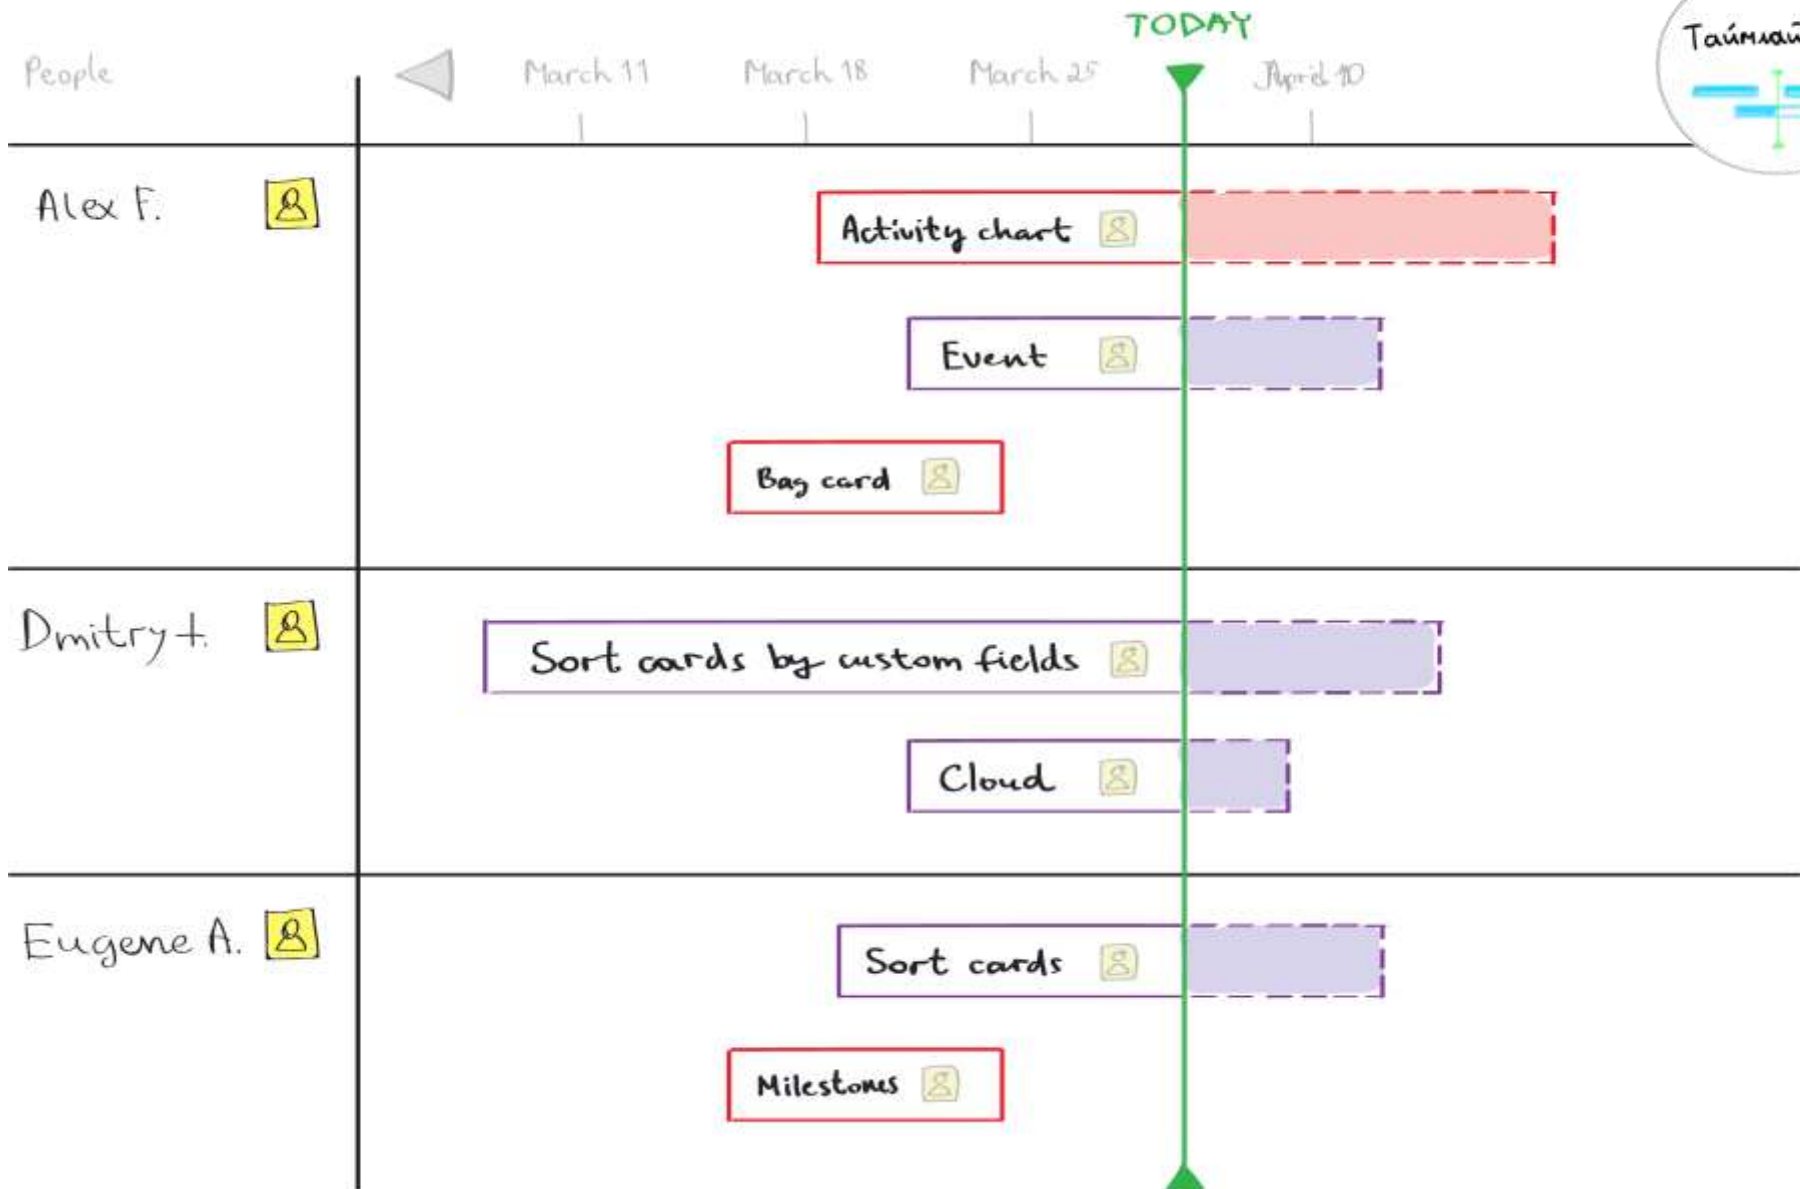 TODAY
People
March 11
March 18
March 25
April 10
Alex F.
Activity chart
Event
Bag card
Dmitry
Sort cards by custom fields
Cloud
Eugene A.
Sort cards
Milestones